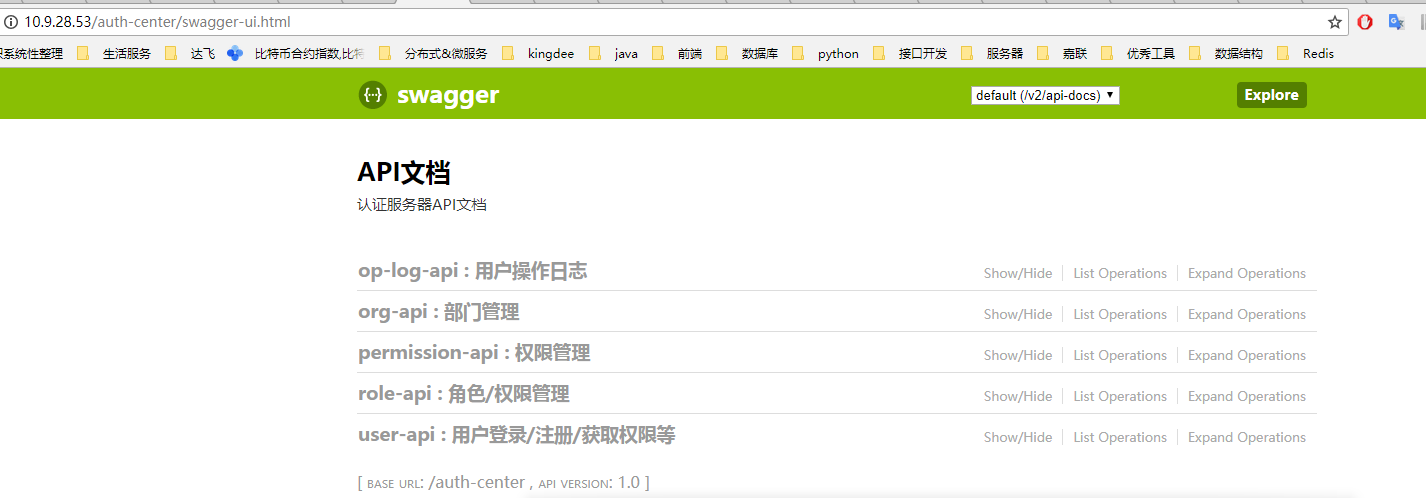 10.9.28.53/auth-center/swagger-ui.html
系统性整理 生活服务 达飞 比特币合约指数,比特 分布式&微服务 kingdee java 前端 数据库 python 接口开发 服务器 嘉联 优秀工具 数据结构 Redis
{···} swagger default (/v2/api-docs) Explore
API文档
认证服务器API文档
op-log-api : 用户操作日志 Show/Hide List Operations Expand Operations
org-api : 部门管理 Show/Hide List Operations Expand Operations
permission-api : 权限管理 Show/Hide List Operations Expand Operations
role-api : 角色/权限管理 Show/Hide List Operations Expand Operations
user-api : 用户登录/注册/获取权限等 Show/Hide List Operations Expand Operations
[ BASE URL: /auth-center , API VERSION: 1.0 ]